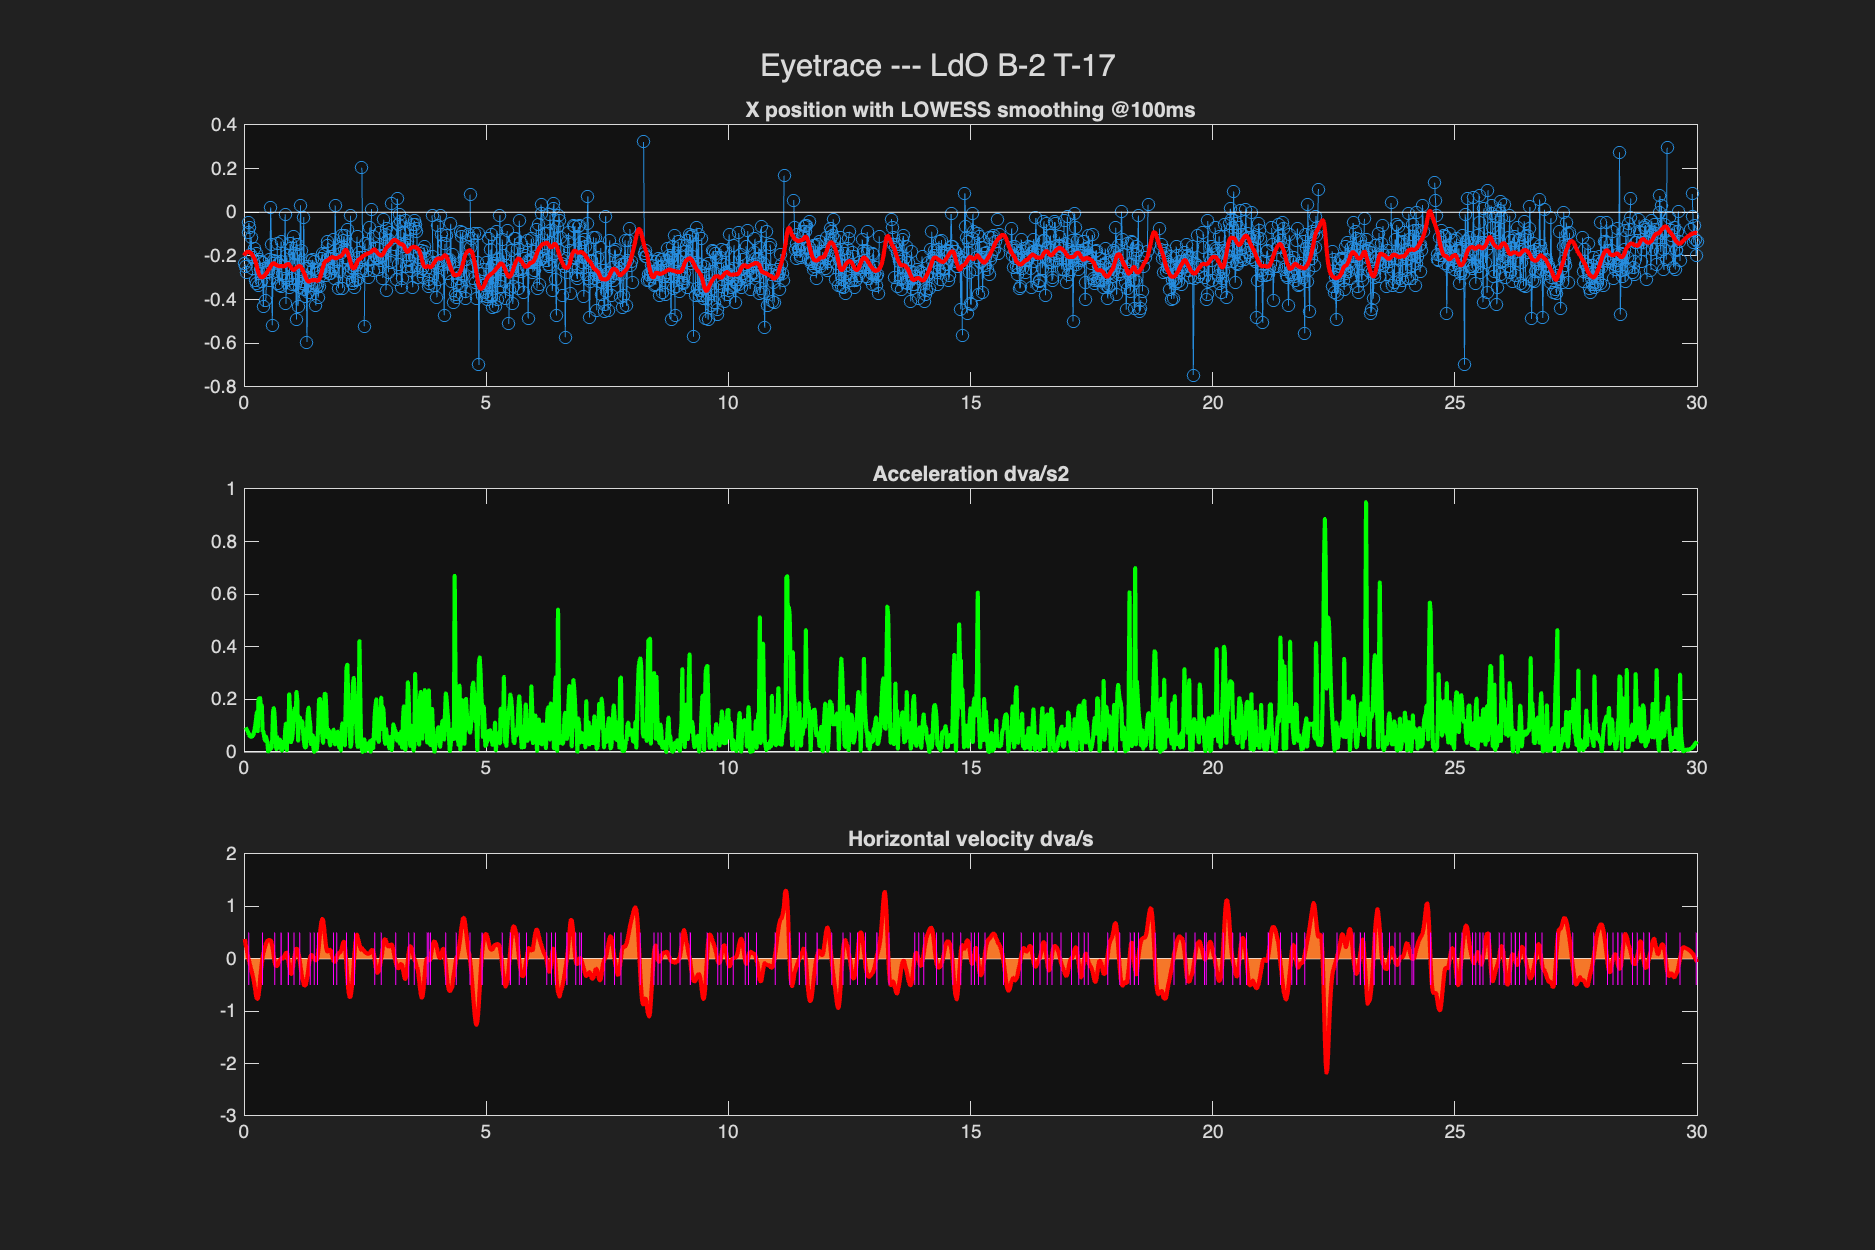 Eyetrace --- LdO B-2 T-17
X position with LOWESS smoothing @100ms
0.4
0.2
0
-0.2
-0.4
-0.6
-0.8
0 5 10 15 20 25 30
Acceleration dva/s2
1
0.8
0.6
0.4
0.2
0
0 5 10 15 20 25 30
Horizontal velocity dva/s
2
1
0
-1
-2
-3
0 5 10 15 20 25 30